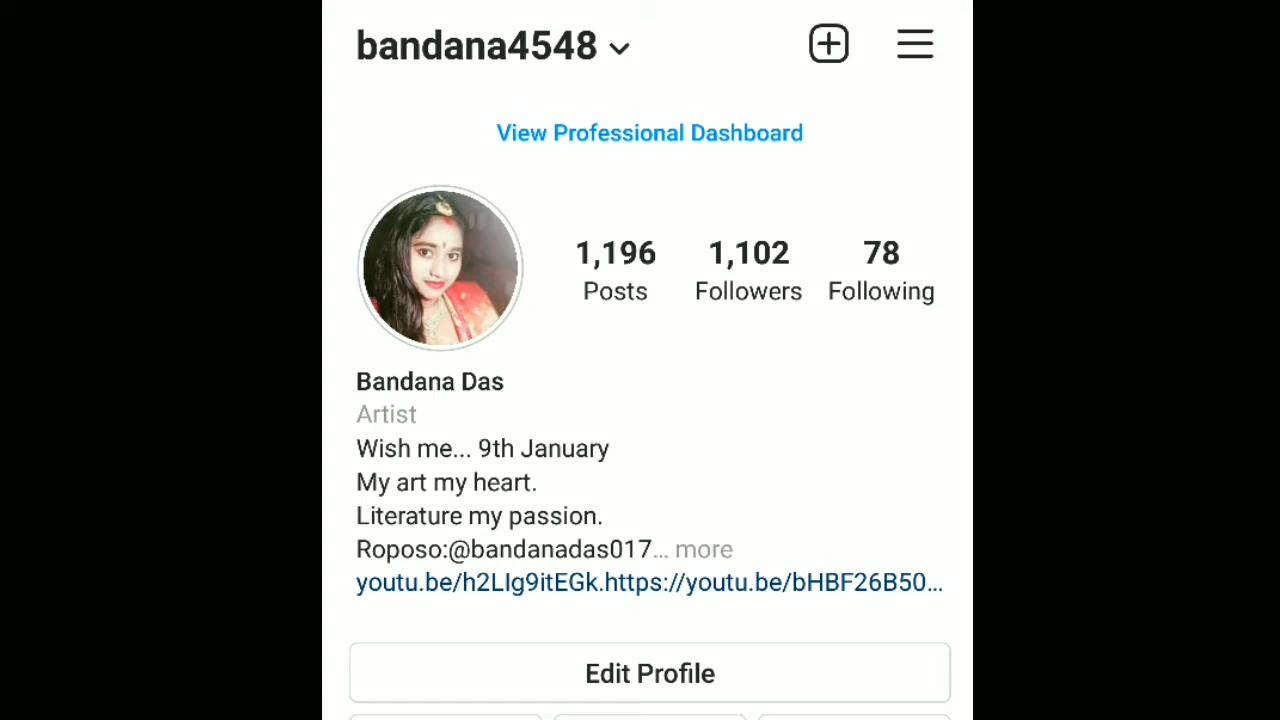 bandana4548
View Professional Dashboard
1,196 1,102 78
Posts Followers Following
Bandana Das
Artist
Wish me... 9th January
My art my heart.
Literature my passion.
Roposo:@bandanadas017... more
youtu.be/h2LIg9itEGk.https://youtu.be/bHBF26B50...
Edit Profile